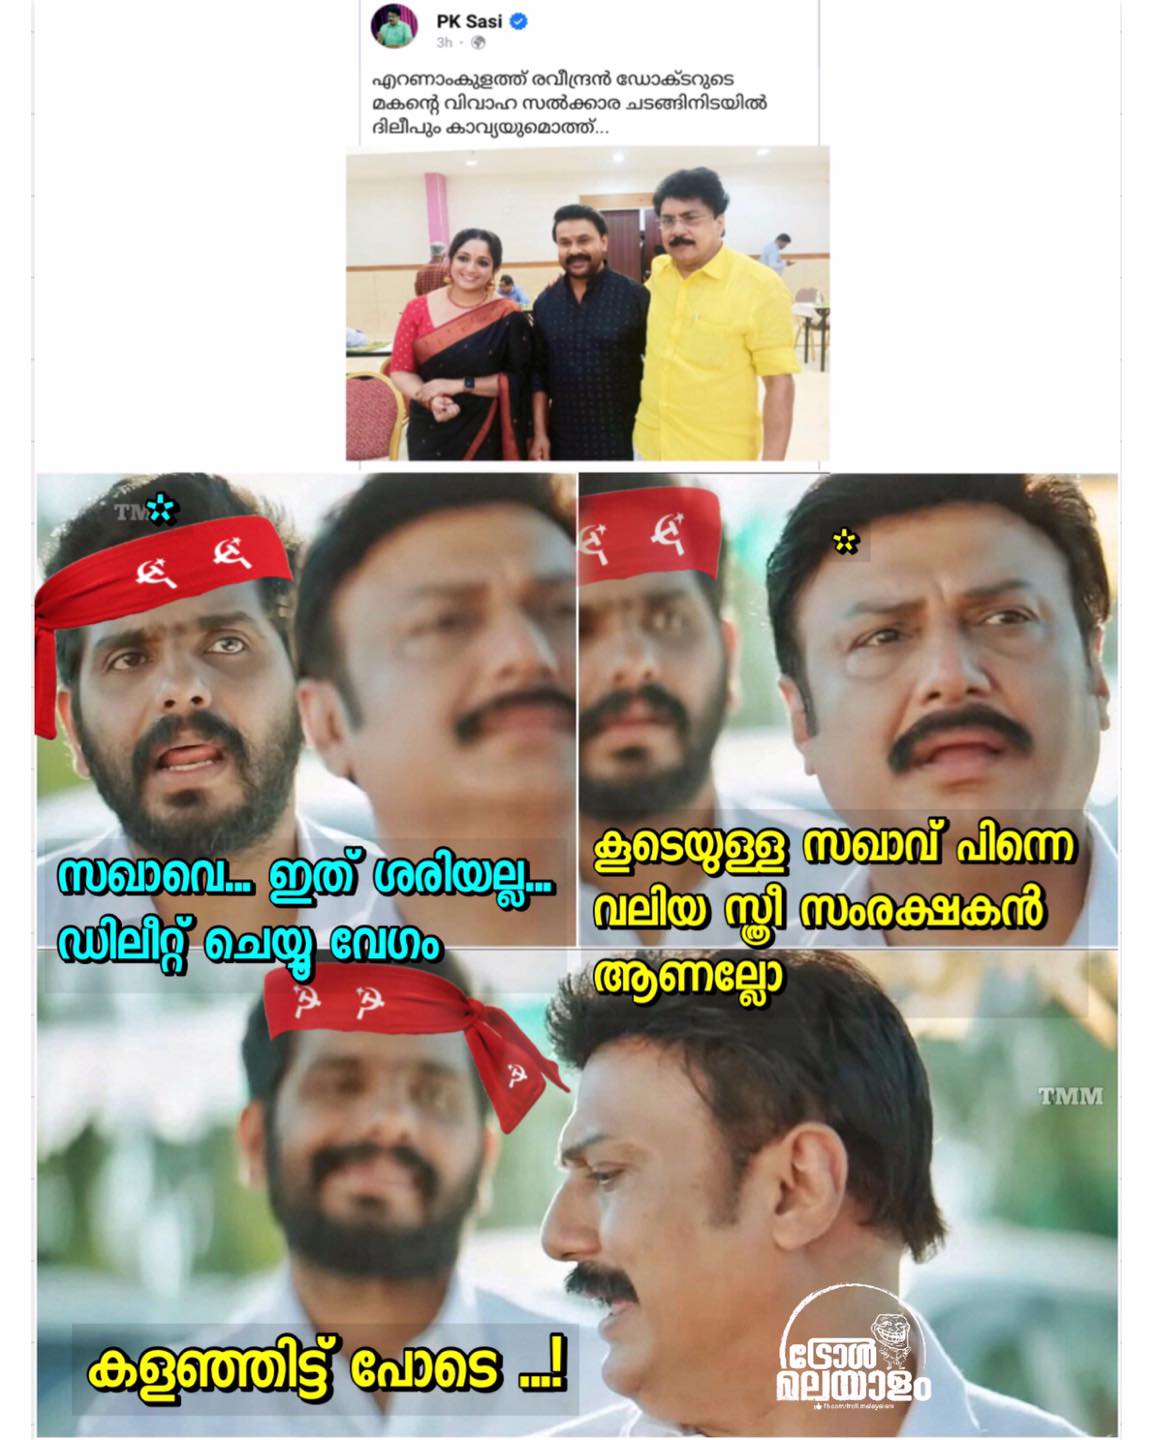 PK Sasi
3h
എറണാംകുളത്ത് രവീന്ദ്രൻ ഡോക്ടറുടെ
മകന്റെ വിവാഹ സൽക്കാര ചടങ്ങിനിടയിൽ
ദിലീപും കാവ്യയുമൊത്ത്...
TM
സഖാവെ... ഇത് ശരിയല്ല...
ഡിലീറ്റ് ചെയ്യൂ വേഗം
കൂടെയുള്ള സഖാവ് പിന്നെ
വലിയ സ്ത്രീ സംരക്ഷകൻ
ആണല്ലോ
TMM
കളഞ്ഞിട്ട് പോടെ ...!
ട്രോൾ
മലയാളം